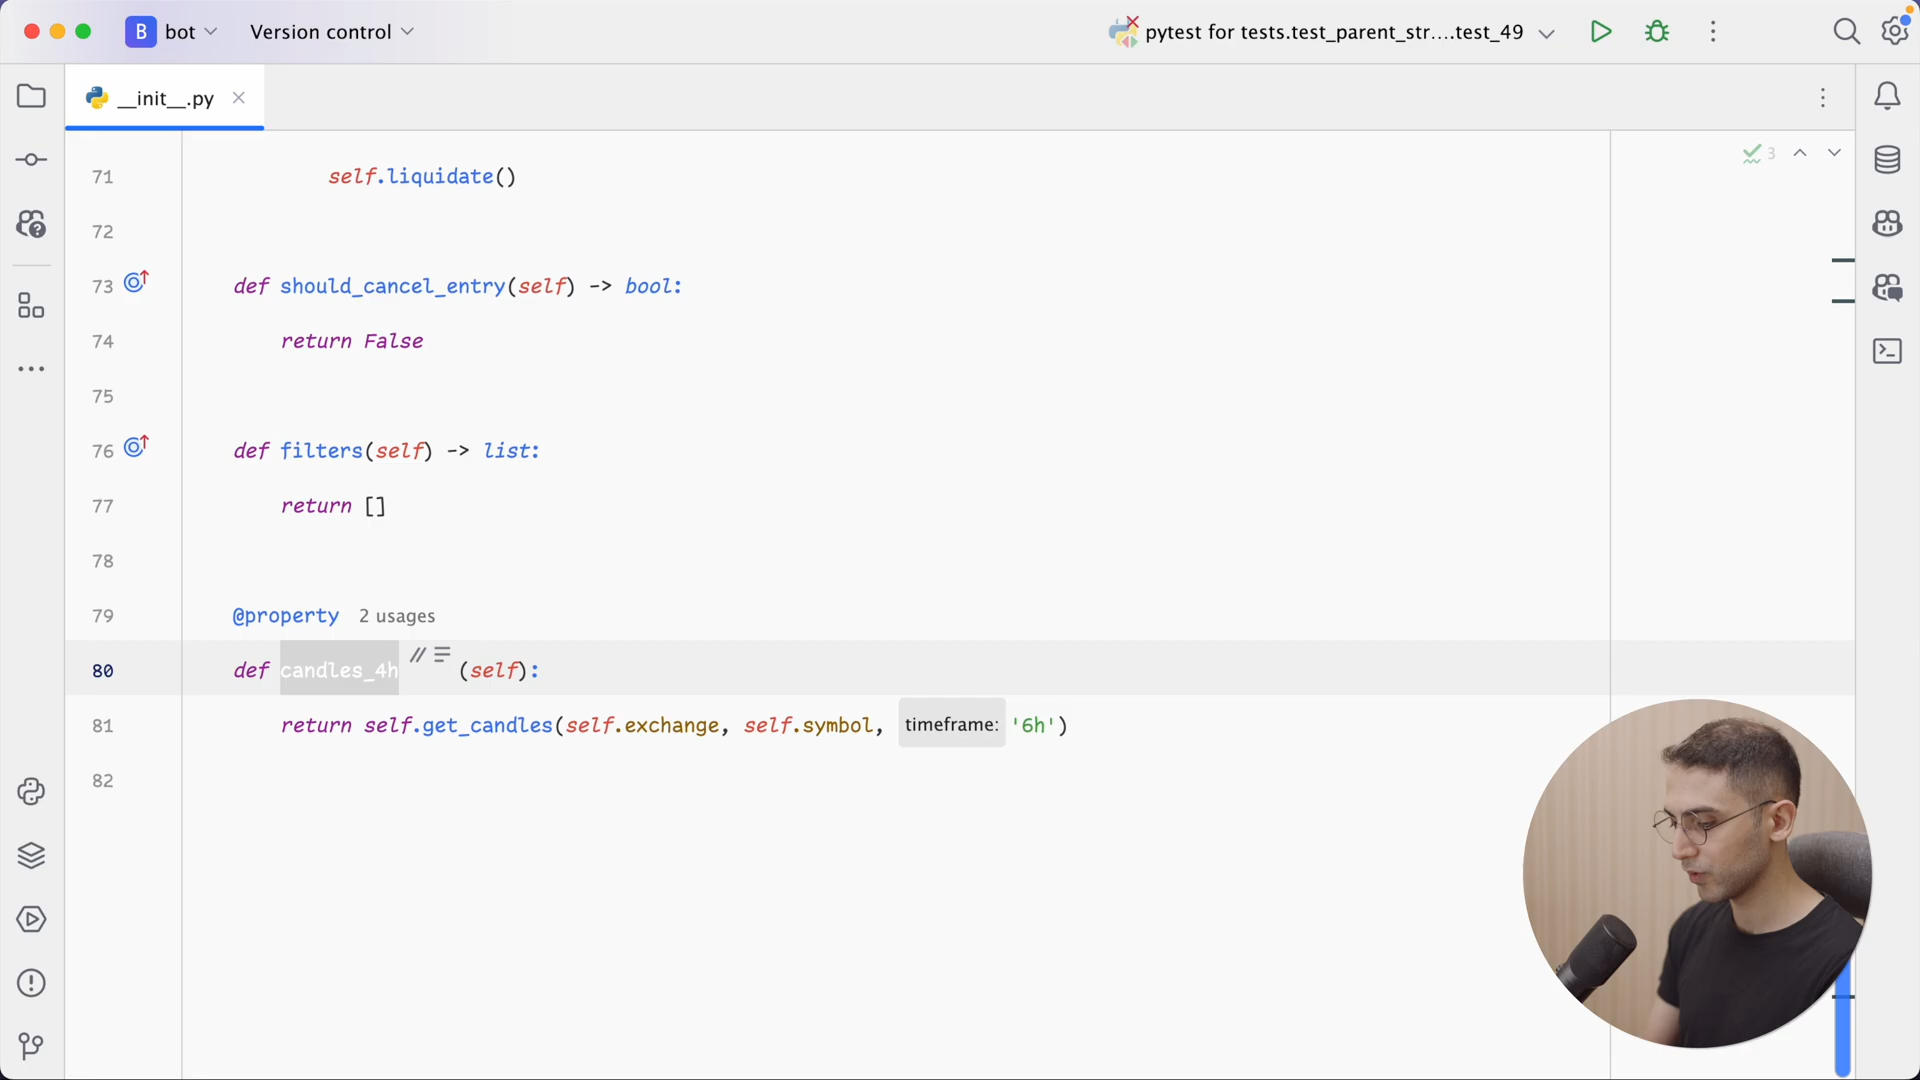 B bot Version control pytest for tests.test_parent_str....test_49
__init__.py
3
71 self.liquidate()
72
73 def should_cancel_entry(self) -> bool:
74 return False
75
76 def filters(self) -> list:
77 return []
78
79 @property 2 usages
80 def candles_4h (self):
81 return self.get_candles(self.exchange, self.symbol, timeframe: '6h')
82